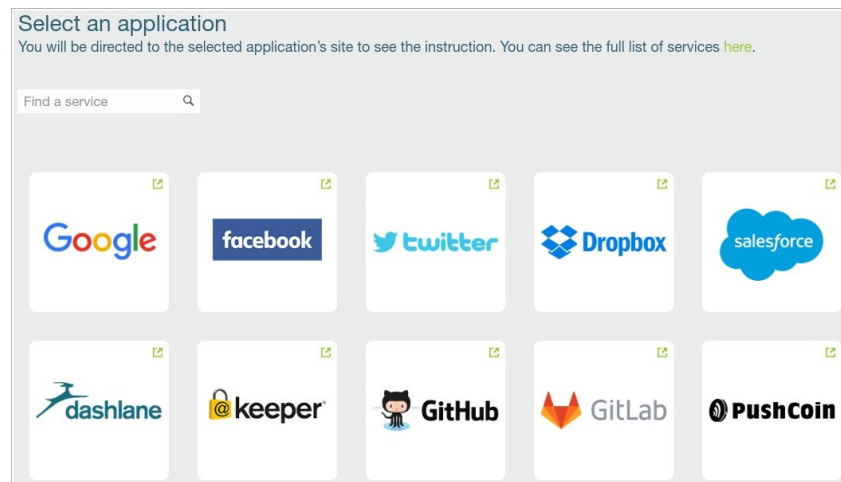 Select an application
You will be directed to the selected application’s site to see the instruction. You can see the full list of services here.
Find a service
Google
facebook
twitter
Dropbox
salesforce
dashlane
@ keeper
GitHub
GitLab
PushCoin